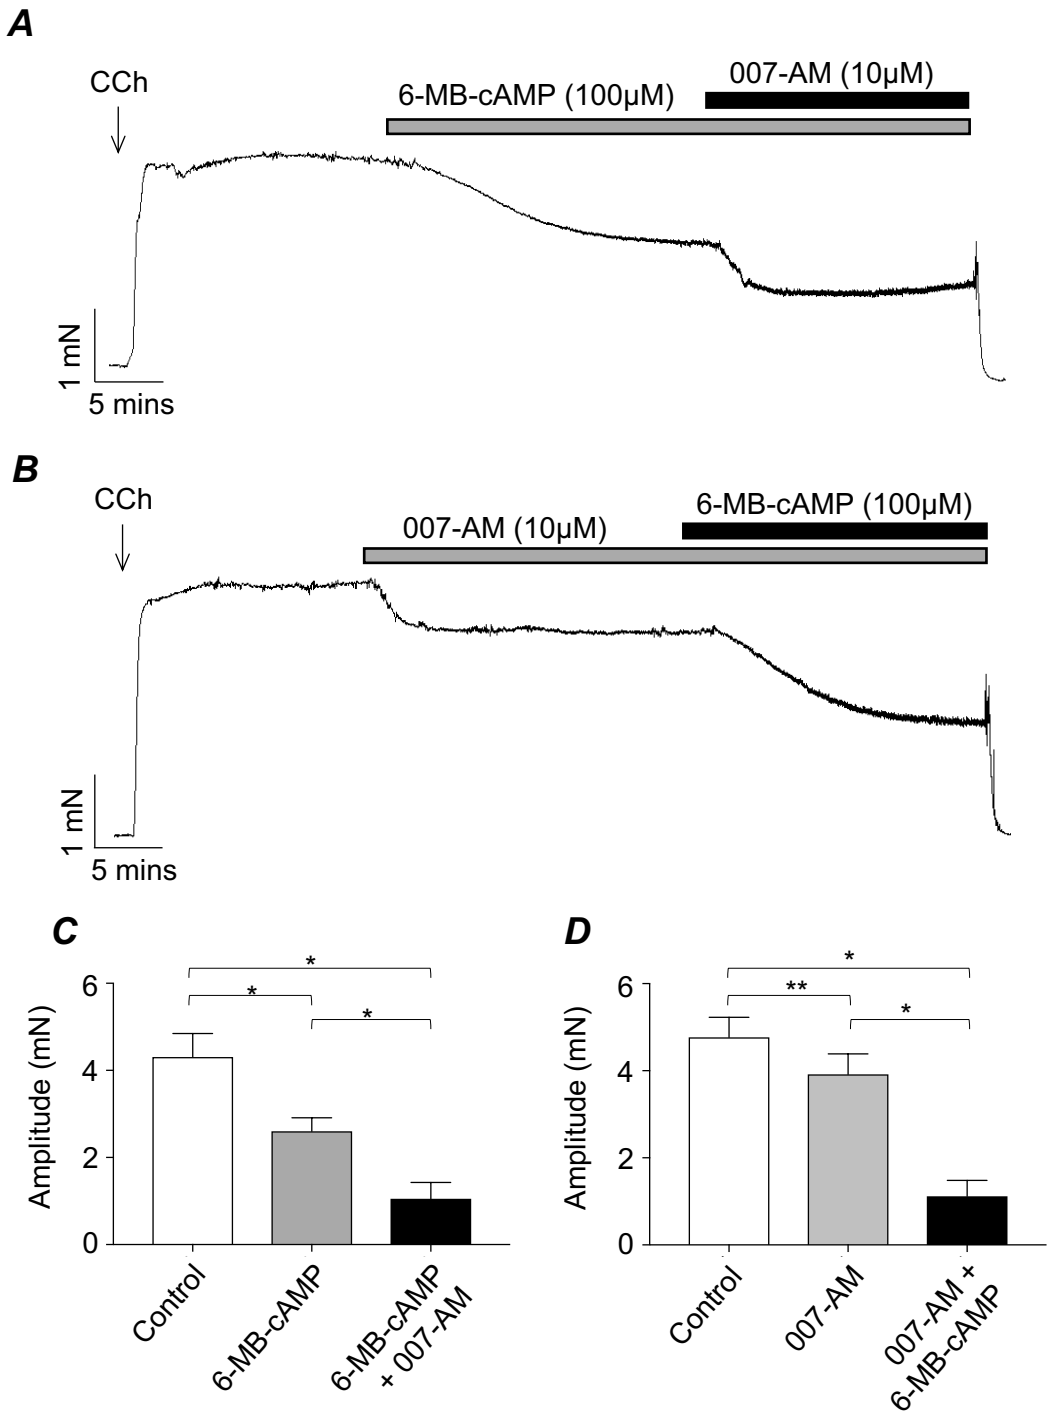 A
CCh
007-AM (10µM)
6-MB-cAMP (100µM)
1 mN
5 mins
B
CCh
6-MB-cAMP (100µM)
007-AM (10µM)
1 mN
5 mins
C
*
*
*
6
4
2
0
Amplitude (mN)
Control
6-MB-cAMP
6-MB-cAMP
+ 007-AM
D
*
**
*
6
4
2
0
Amplitude (mN)
Control
007-AM
007-AM +
6-MB-cAMP